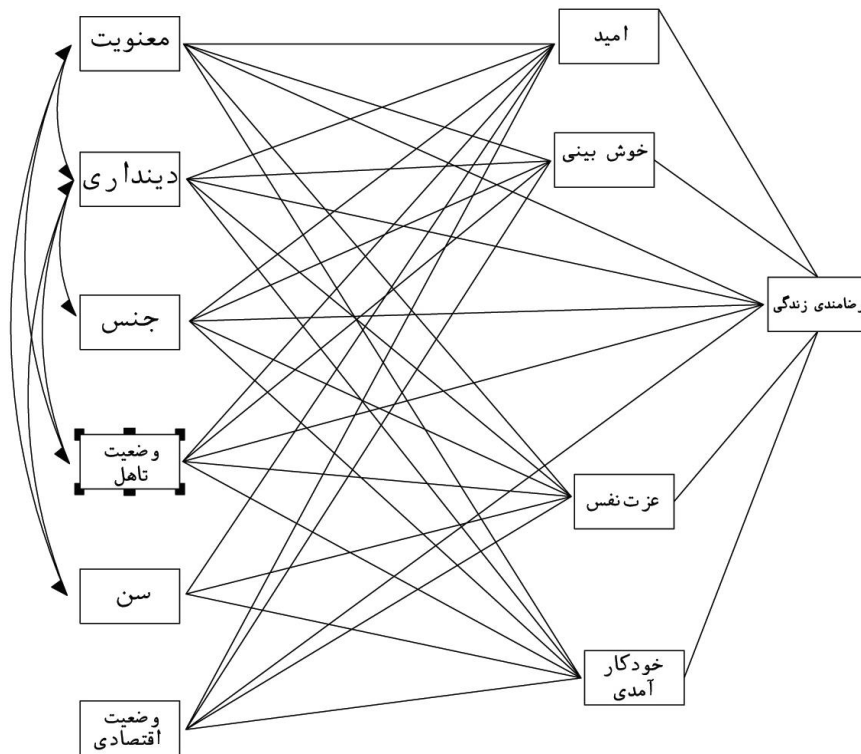 معنویت
دینداری
جنس
وضعیت
تاهل
سن
وضعیت
اقتصادی
امید
خوش بینی
عزت نفس
خودکار
آمدی
رضامندی زندگی